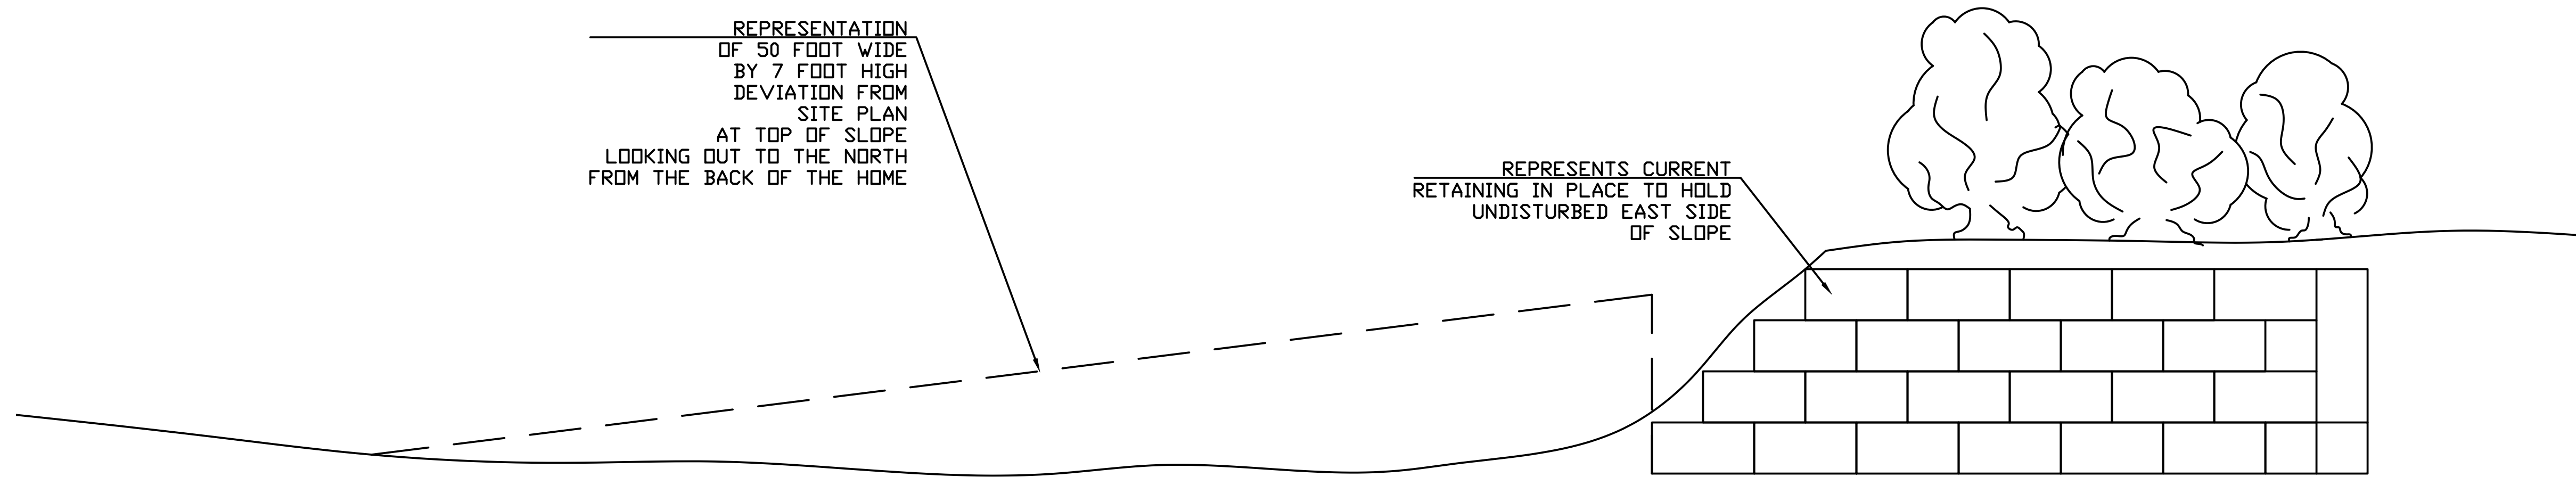 REPRESENTATION
OF 50 FOOT WIDE
BY 7 FOOT HIGH
DEVIATION FROM
SITE PLAN
AT TOP OF SLOPE
LOOKING OUT TO THE NORTH
FROM THE BACK OF THE HOME
REPRESENTS CURRENT
RETAINING IN PLACE TO HOLD
UNDISTURBED EAST SIDE
OF SLOPE